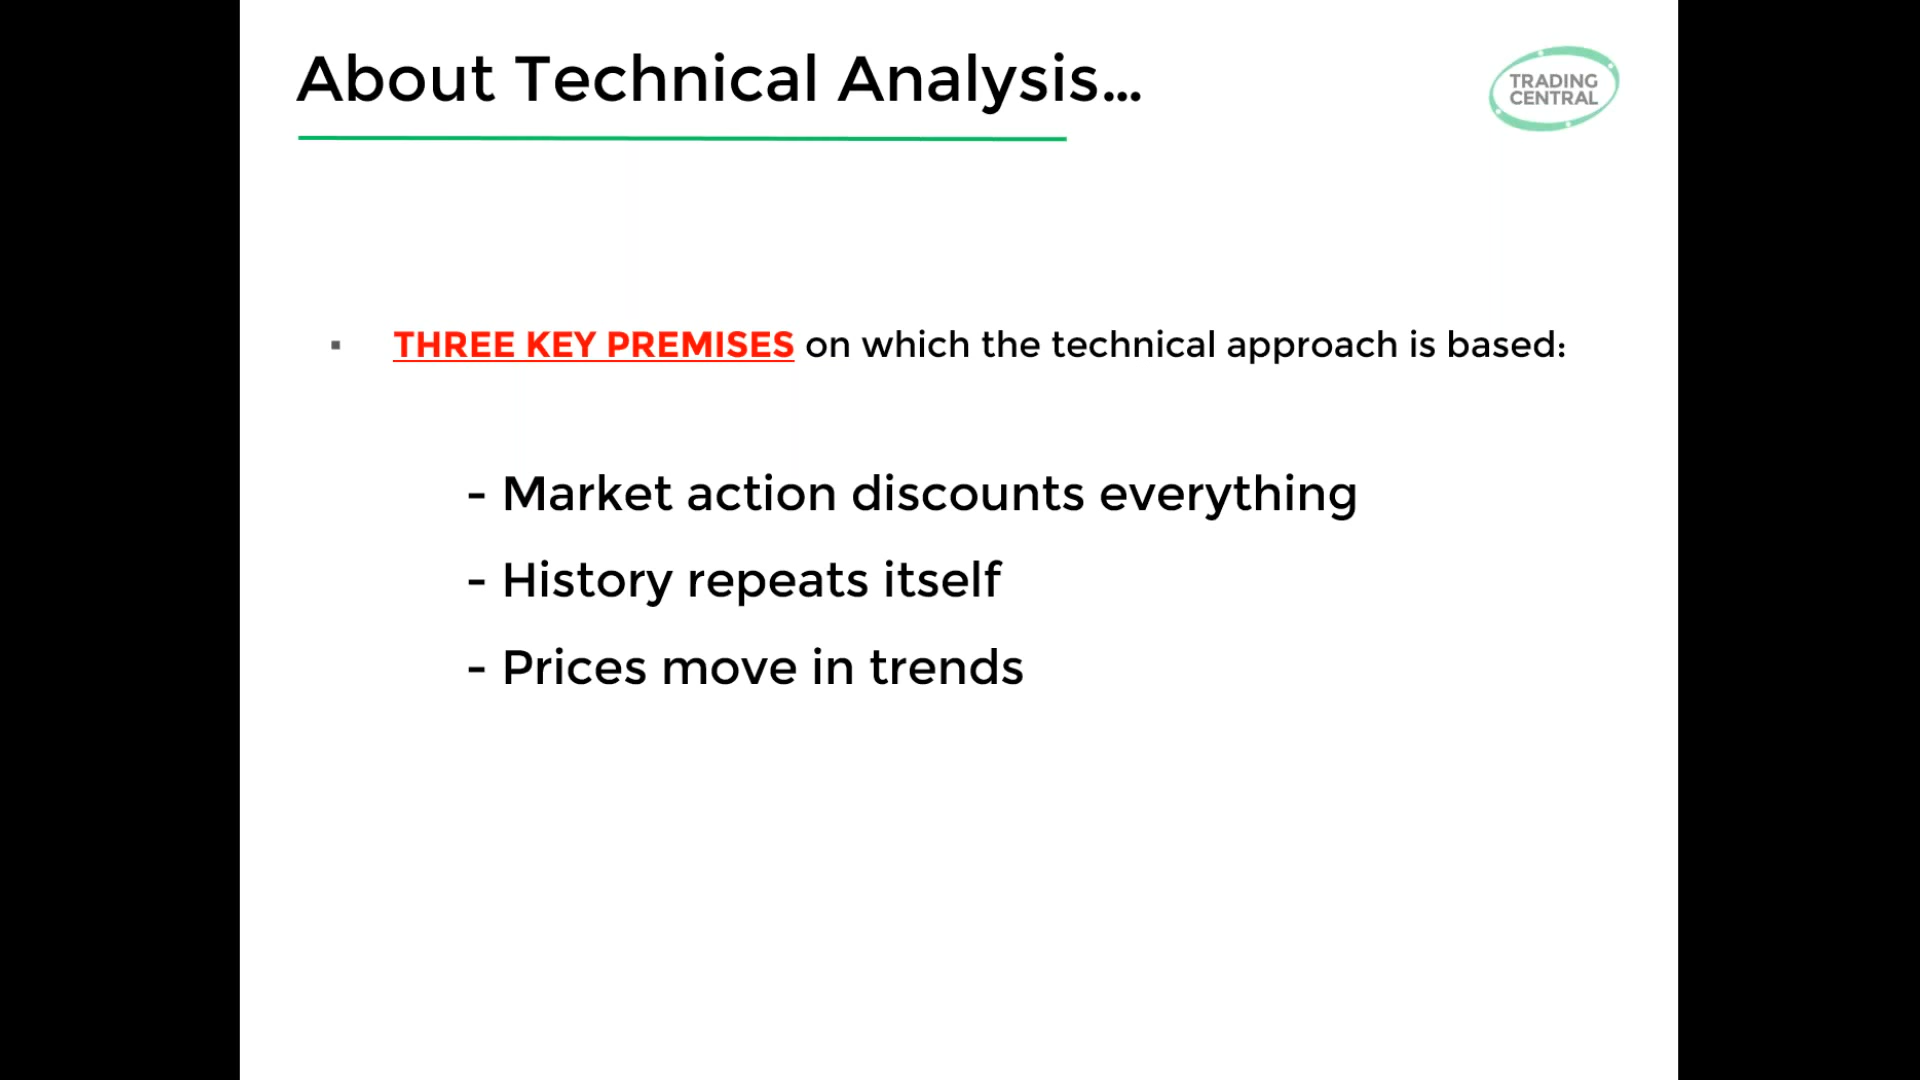 About Technical Analysis...
TRADING
CENTRAL
▪ THREE KEY PREMISES on which the technical approach is based:
- Market action discounts everything
- History repeats itself
- Prices move in trends